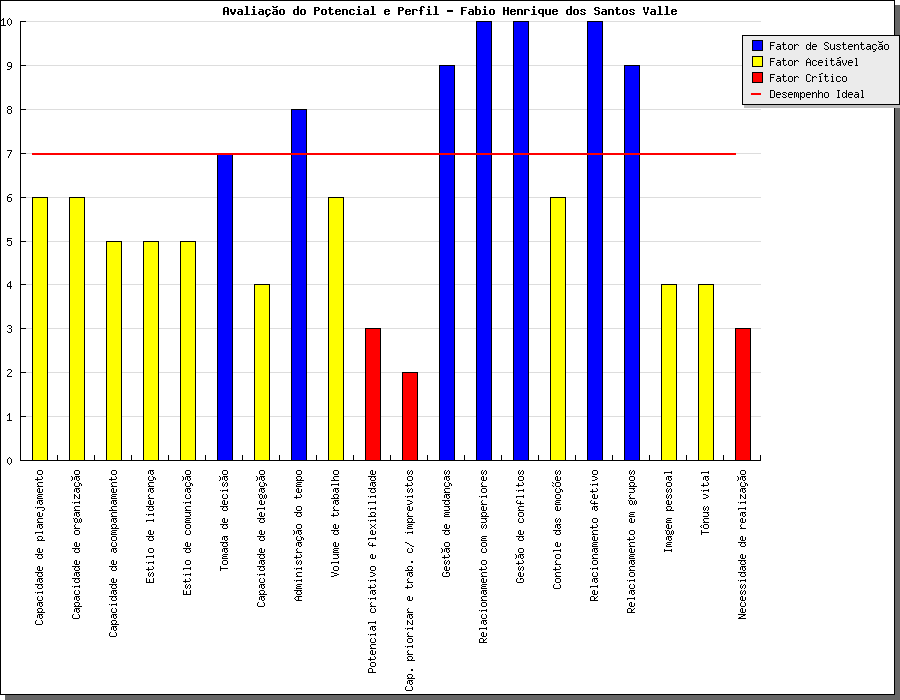 Avaliação do Potencial e Perfil - Fabio Henrique dos Santos Valle
Fator de Sustentação
Fator Aceitável
Fator Crítico
Desempenho Ideal
10
9
8
7
6
5
4
3
2
1
0
Capacidade de planejamento
Capacidade de organização
Capacidade de acompanhamento
Estilo de liderança
Estilo de comunicação
Tomada de decisão
Capacidade de delegação
Administração do tempo
Volume de trabalho
Potencial criativo e flexibilidade
Cap. priorizar e trab. c/ imprevistos
Gestão de mudanças
Relacionamento com superiores
Gestão de conflitos
Controle das emoções
Relacionamento afetivo
Relacionamento em grupos
Imagem pessoal
Tônus vital
Necessidade de realização